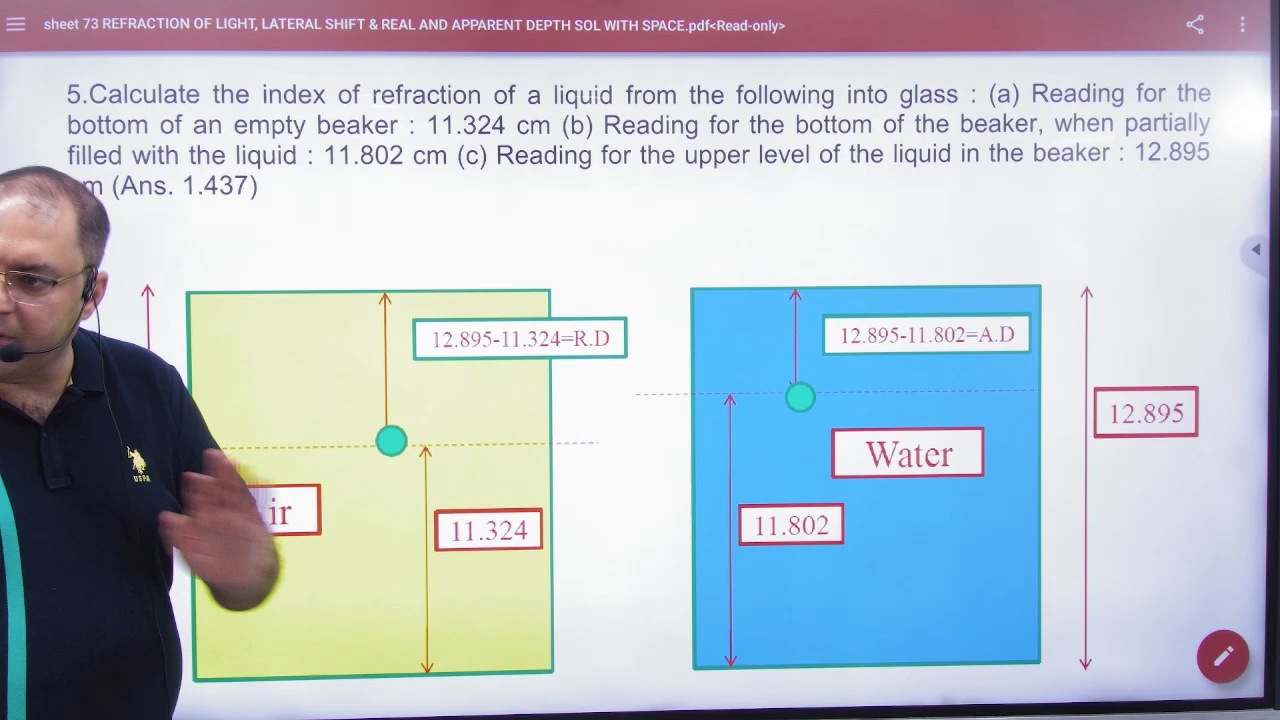 sheet 73 REFRACTION OF LIGHT, LATERAL SHIFT & REAL AND APPARENT DEPTH SOL WITH SPACE.pdf<Read-only>
5.Calculate the index of refraction of a liquid from the following into glass : (a) Reading for the
bottom of an empty beaker : 11.324 cm (b) Reading for the bottom of the beaker, when partially
filled with the liquid : 11.802 cm (c) Reading for the upper level of the liquid in the beaker : 12.895
m (Ans. 1.437)
12.895-11.324=R.D
12.895-11.802=A.D
12.895
Water
ir
11.324
11.802
USPA